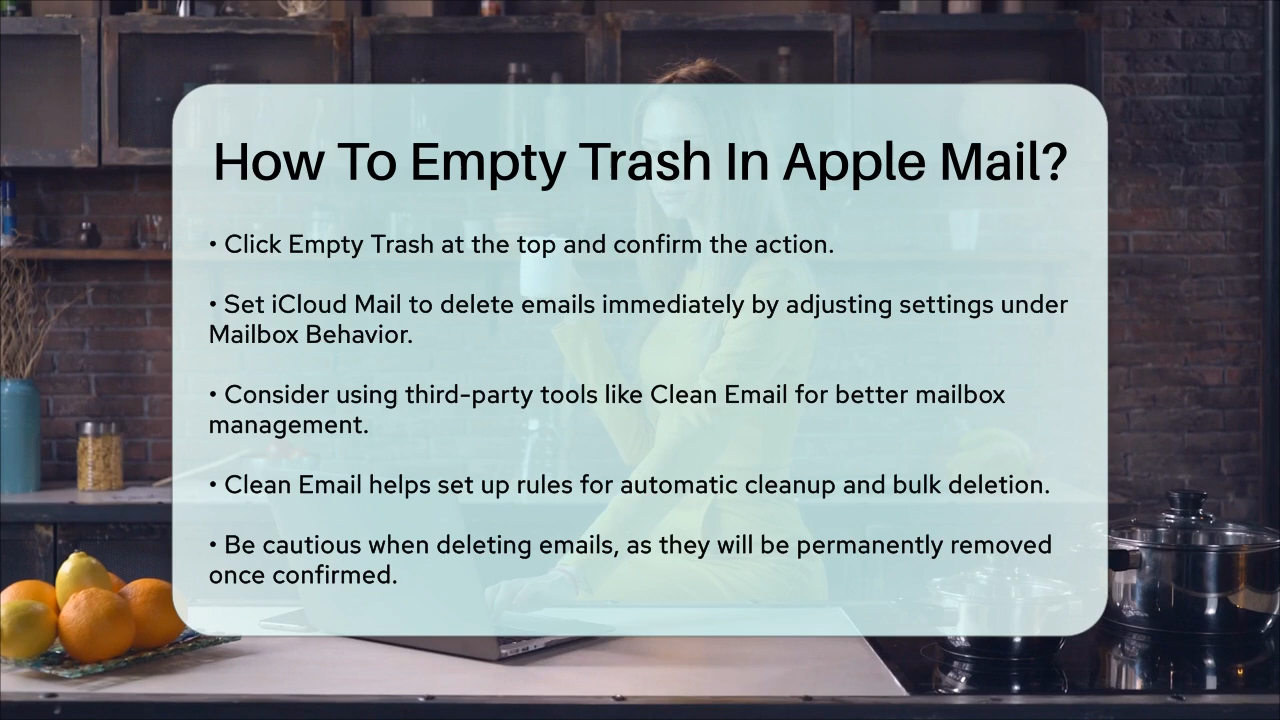 How To Empty Trash In Apple Mail?
• Click Empty Trash at the top and confirm the action.
• Set iCloud Mail to delete emails immediately by adjusting settings under
Mailbox Behavior.
• Consider using third-party tools like Clean Email for better mailbox
management.
• Clean Email helps set up rules for automatic cleanup and bulk deletion.
• Be cautious when deleting emails, as they will be permanently removed
once confirmed.